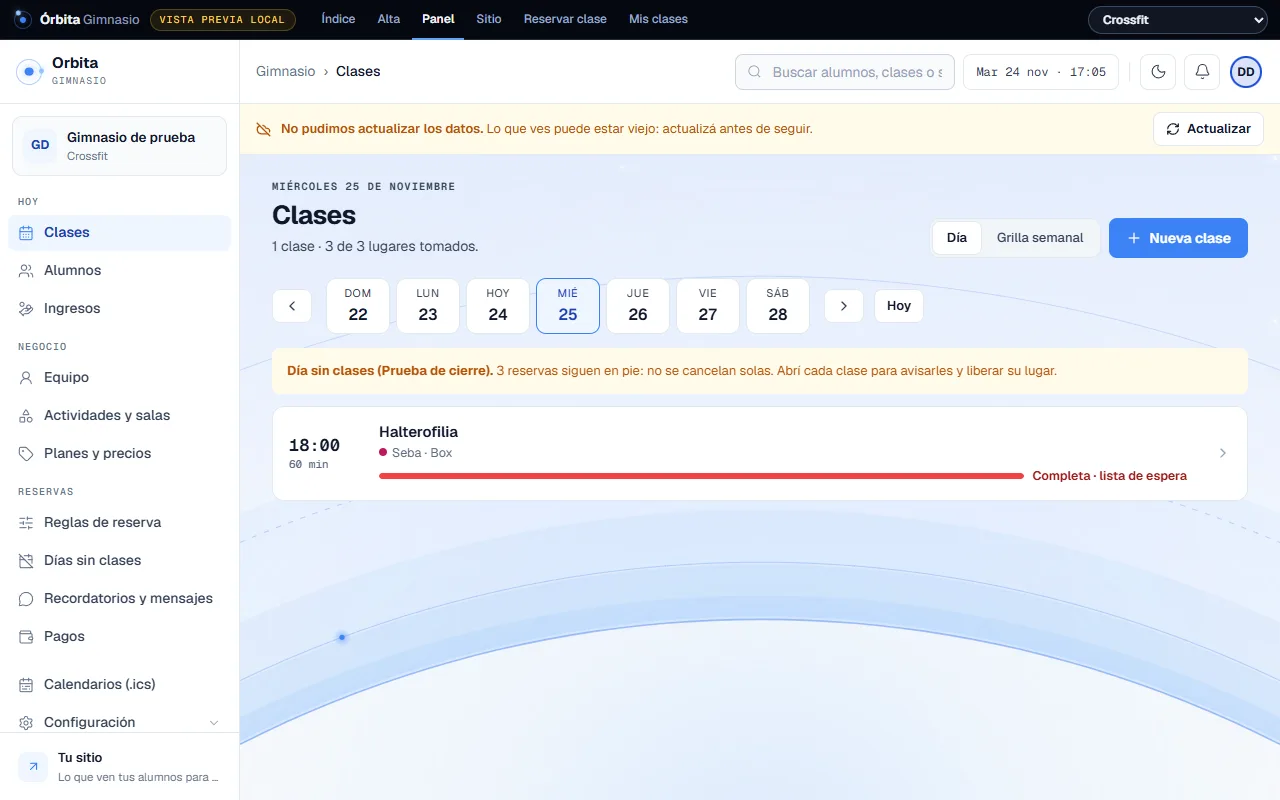 Órbita Gimnasio
VISTA PREVIA LOCAL
Índice
Alta
Panel
Sitio
Reservar clase
Mis clases
Crossfit
Orbita
GIMNASIO
Gimnasio › Clases
Buscar alumnos, clases o s
Mar 24 nov · 17:05
DD
No pudimos actualizar los datos. Lo que ves puede estar viejo: actualizá antes de seguir.
Actualizar
GD
Gimnasio de prueba
Crossfit
HOY
Clases
Alumnos
Ingresos
NEGOCIO
Equipo
Actividades y salas
Planes y precios
RESERVAS
Reglas de reserva
Días sin clases
Recordatorios y mensajes
Pagos
Calendarios (.ics)
Configuración
Tu sitio
Lo que ven tus alumnos para …
MIÉRCOLES 25 DE NOVIEMBRE
Clases
1 clase · 3 de 3 lugares tomados.
Día
Grilla semanal
+ Nueva clase
DOM
22
LUN
23
HOY
24
MIÉ
25
JUE
26
VIE
27
SÁB
28
Hoy
Día sin clases (Prueba de cierre). 3 reservas siguen en pie: no se cancelan solas. Abrí cada clase para avisarles y liberar su lugar.
18:00
60 min
Halterofilia
Seba · Box
Completa · lista de espera